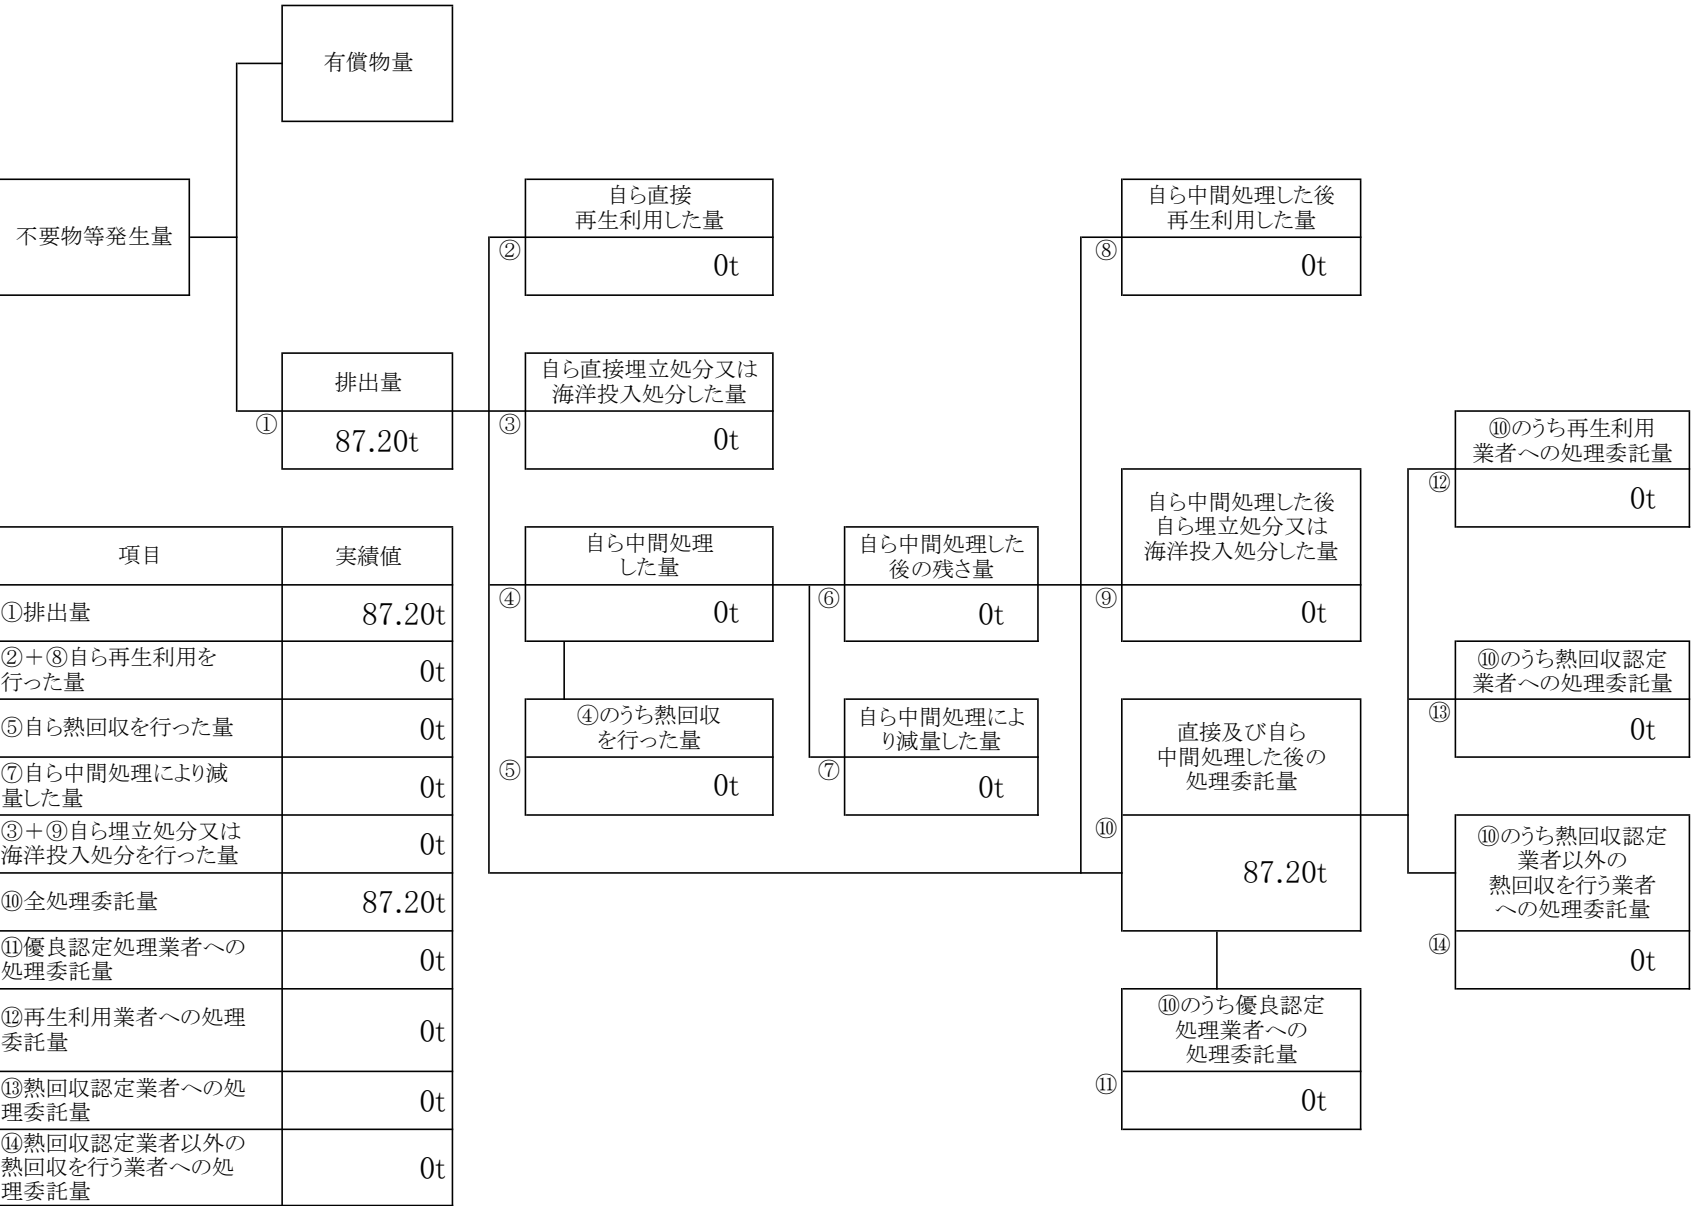 有償物量
不要物等発生量
自ら直接
再生利用した量
②
0t
自ら中間処理した後
再生利用した量
⑧
0t
排出量
①
87.20t
自ら直接埋立処分又は
海洋投入処分した量
③
0t
⑩のうち再生利用
業者への処理委託量
⑫
0t
自ら中間処理した後
自ら埋立処分又は
海洋投入処分した量
⑨
0t
自ら中間処理
した量
④
0t
自ら中間処理した
後の残さ量
⑥
0t
⑩のうち熱回収認定
業者への処理委託量
⑬
0t
④のうち熱回収
を行った量
⑤
0t
自ら中間処理によ
り減量した量
⑦
0t
直接及び自ら
中間処理した後の
処理委託量
⑩
87.20t
⑩のうち熱回収認定
業者以外の
熱回収を行う業者
への処理委託量
⑭
0t
⑩のうち優良認定
処理業者への
処理委託量
⑪
0t
項目 実績値
①排出量 87.20t
②＋⑧自ら再生利用を
行った量 0t
⑤自ら熱回収を行った量 0t
⑦自ら中間処理により減
量した量 0t
③＋⑨自ら埋立処分又は
海洋投入処分を行った量 0t
⑩全処理委託量 87.20t
⑪優良認定処理業者への
処理委託量 0t
⑫再生利用業者への処理
委託量 0t
⑬熱回収認定業者への処
理委託量 0t
⑭熱回収認定業者以外の
熱回収を行う業者への処
理委託量 0t